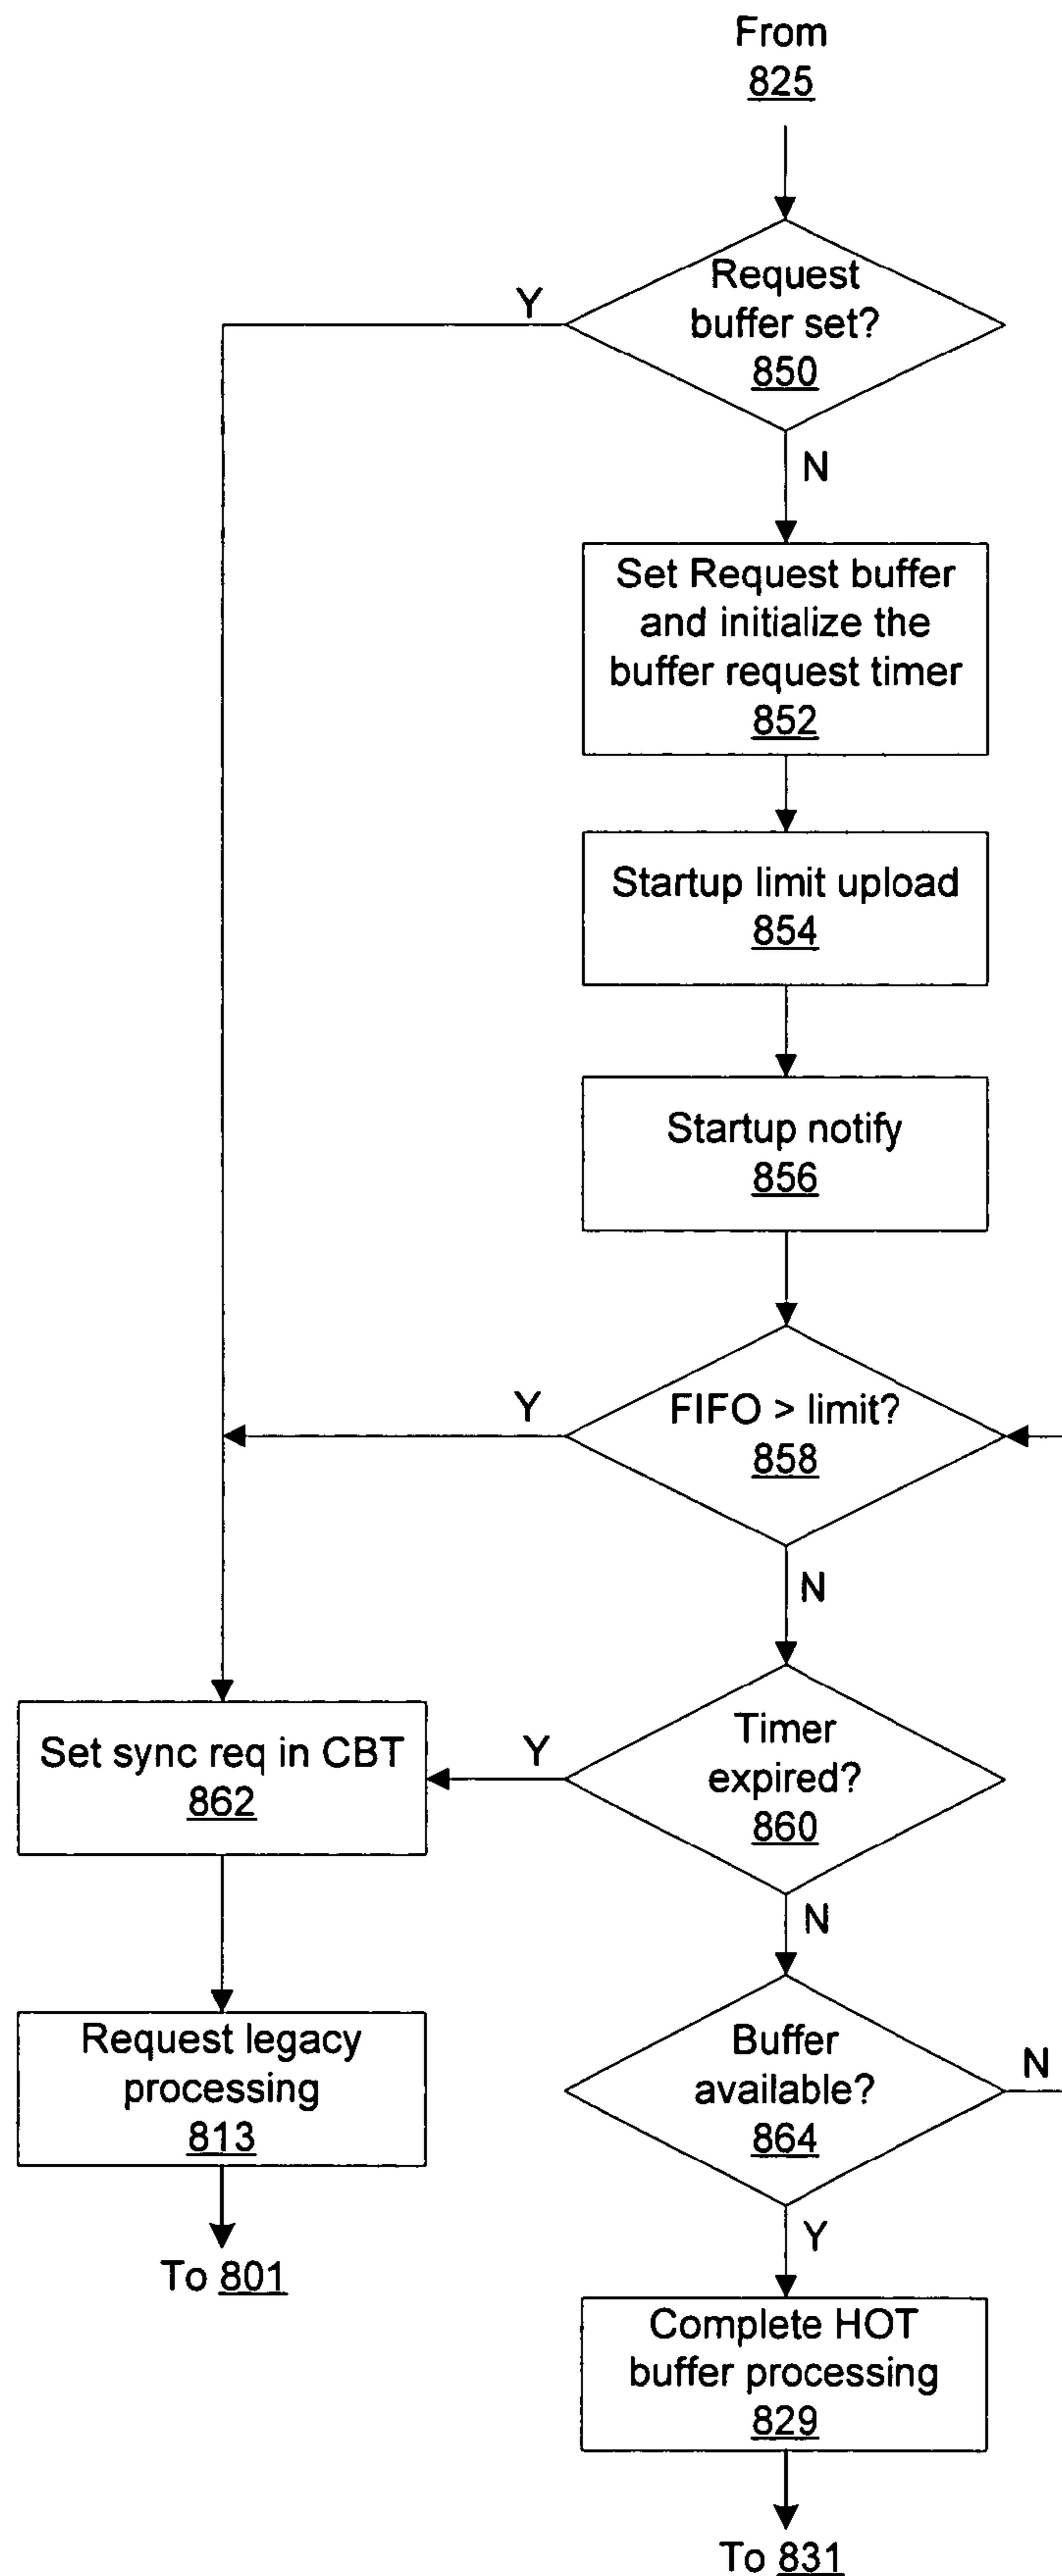 From
825
Request
buffer set?
850
Y
N
Set Request buffer
and initialize the
buffer request timer
852
Startup limit upload
854
Startup notify
856
FIFO > limit?
858
Y
N
Timer
expired?
860
Y
N
Set sync req in CBT
862
Request legacy
processing
813
To 801
Buffer
available?
864
N
Y
Complete HOT
buffer processing
829
To 831